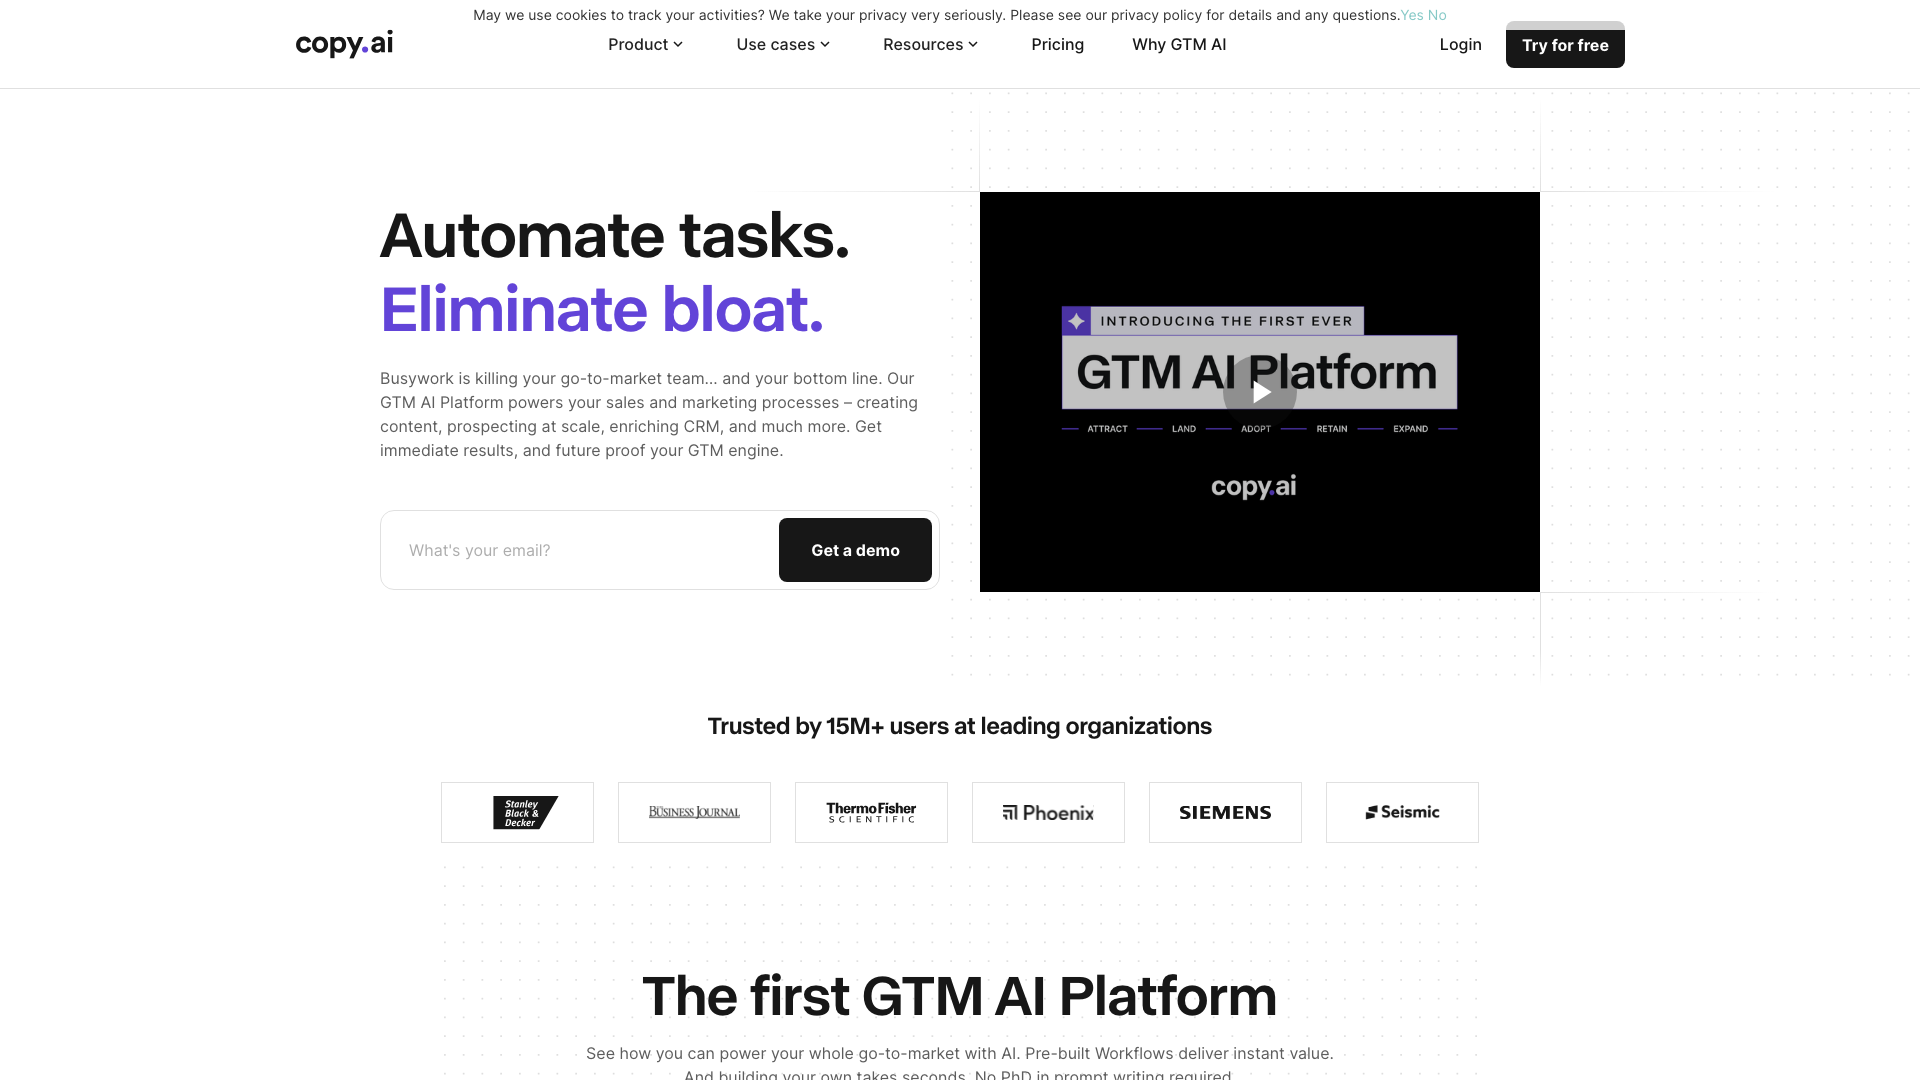 May we use cookies to track your activities? We take your privacy very seriously. Please see our privacy policy for details and any questions.Yes No
copy.ai
Product
Use cases
Resources
Pricing
Why GTM AI
Login
Try for free
Automate tasks.
Eliminate bloat.
Busywork is killing your go-to-market team... and your bottom line. Our
GTM AI Platform powers your sales and marketing processes – creating
content, prospecting at scale, enriching CRM, and much more. Get
immediate results, and future proof your GTM engine.
What's your email?
Get a demo
INTRODUCING THE FIRST EVER
GTM AI Platform
ATTRACT LAND ADOPT RETAIN EXPAND
copy.ai
Trusted by 15M+ users at leading organizations
Stanley
Black &
Decker
BUSINESS JOURNAL
ThermoFisher
SCIENTIFIC
Phoenix
SIEMENS
Seismic
The first GTM AI Platform
See how you can power your whole go-to-market with AI. Pre-built Workflows deliver instant value.
And building your own takes seconds. No PhD in prompt writing required.